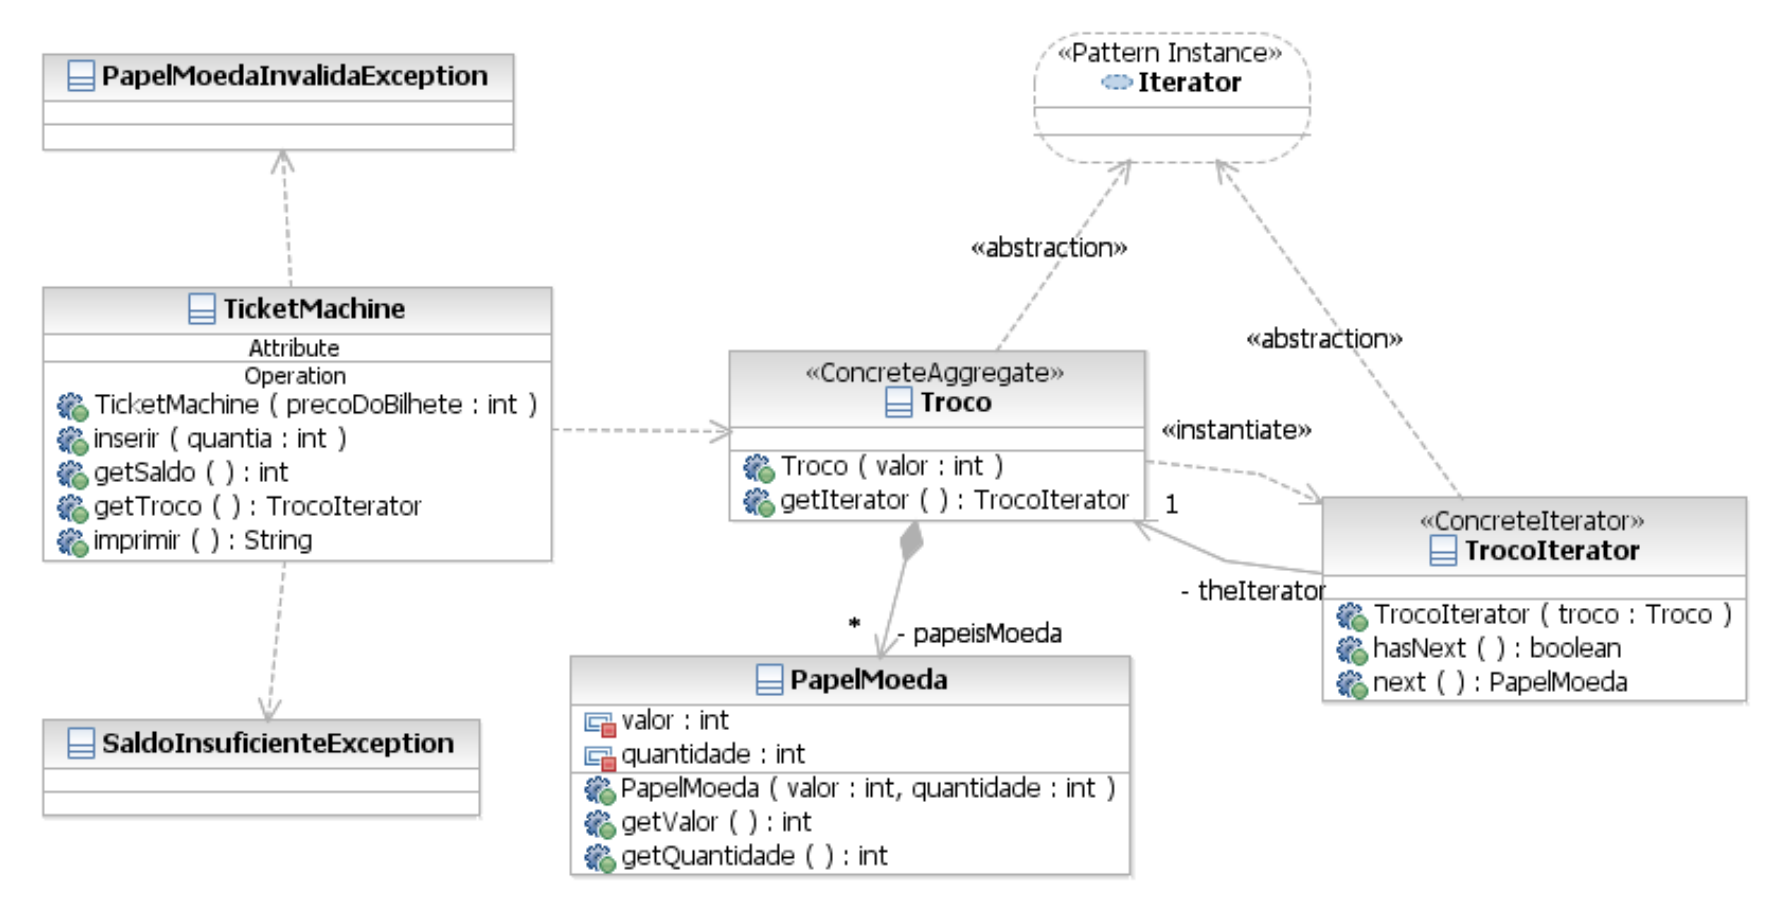 PapelMoedaInvalidaException
«Pattern Instance»
Iterator
«abstraction»
«abstraction»
TicketMachine
Attribute
Operation
TicketMachine ( precoDoBilhete : int )
inserir ( quantia : int )
getSaldo ( ) : int
getTroco ( ) : TrocoIterator
imprimir ( ) : String
«ConcreteAggregate»
Troco
Troco ( valor : int )
getIterator ( ) : TrocoIterator
«instantiate»
1
- theIterator
«ConcreteIterator»
TrocoIterator
TrocoIterator ( troco : Troco )
hasNext ( ) : boolean
next ( ) : PapelMoeda
*
- papeisMoeda
PapelMoeda
valor : int
quantidade : int
PapelMoeda ( valor : int, quantidade : int )
getValor ( ) : int
getQuantidade ( ) : int
SaldoInsuficienteException